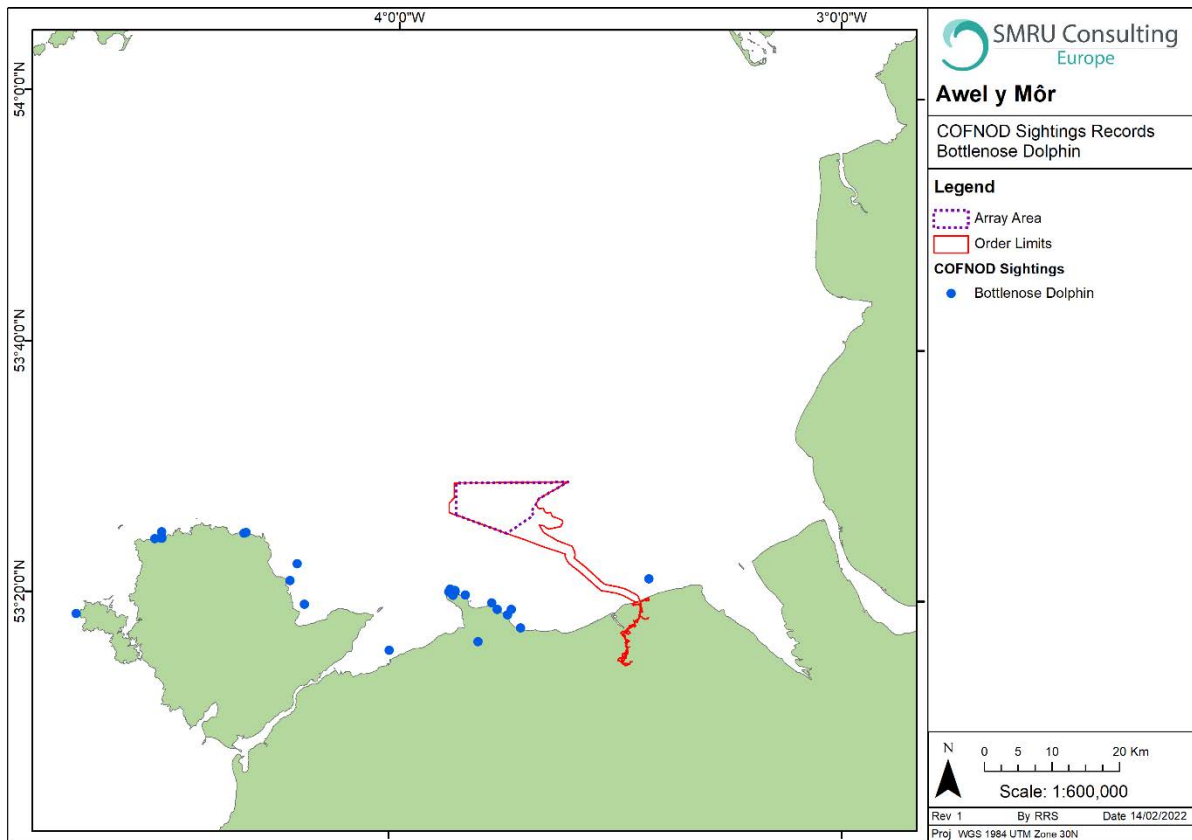 4°0'0"W
3°0'0"W
54°0'0"N
53°40'0"N
53°20'0"N
SMRU Consulting
Europe
Awel y Môr
COFNOD Sightings Records
Bottlenose Dolphin
Legend
Array Area
Order Limits
COFNOD Sightings
Bottlenose Dolphin
N
0 5 10 20 Km
Scale: 1:600,000
Rev 1 By RRS Date 14/02/2022
Proj WGS 1984 UTM Zone 30N